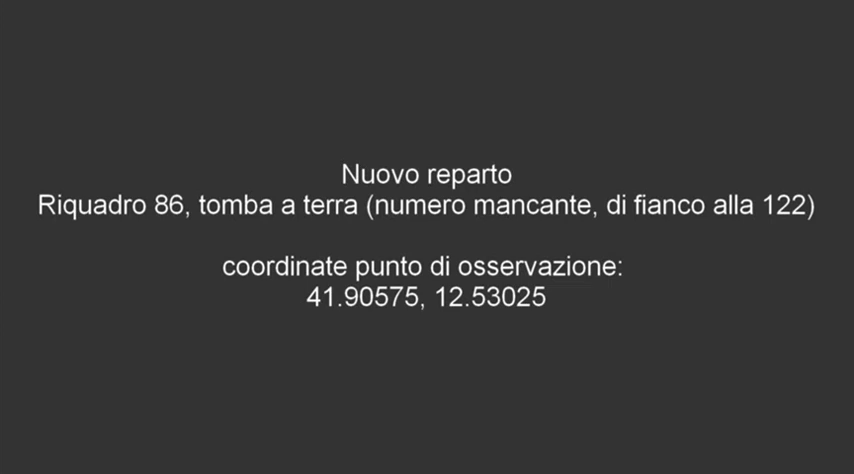 Nuovo reparto
Riquadro 86, tomba a terra (numero mancante, di fianco alla 122)
coordinate punto di osservazione:
41.90575, 12.53025